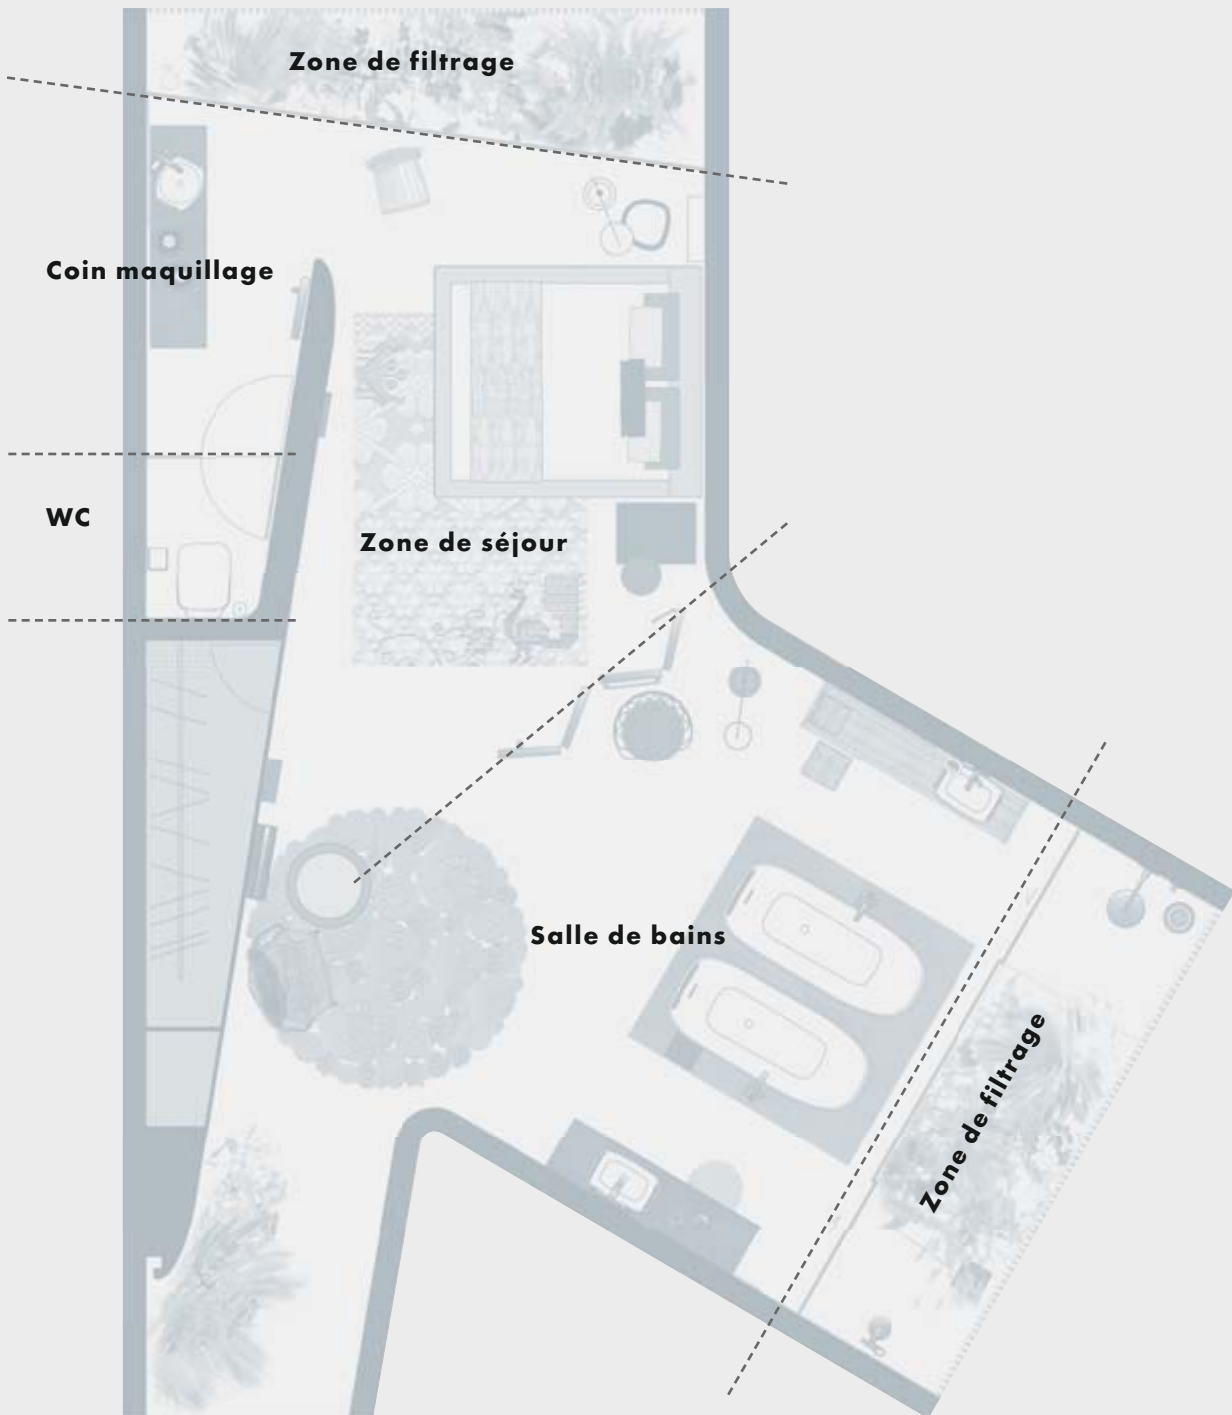 Zone de filtrage
Coin maquillage
WC
Zone de séjour
Salle de bains
Zone de filtrage